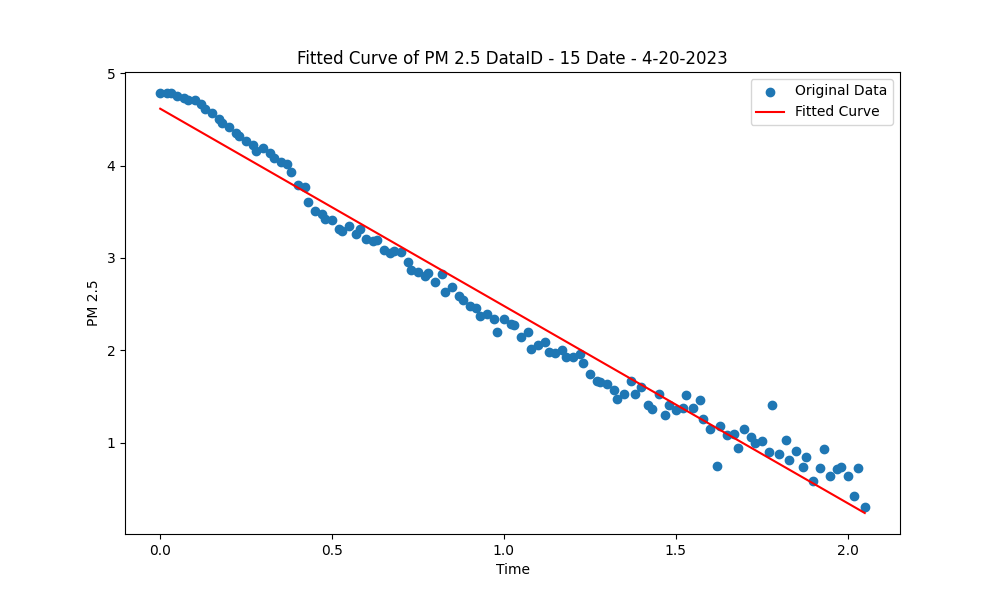 Fitted Curve of PM 2.5 DataID - 15 Date - 4-20-2023
Original Data
Fitted Curve
5
4
3
2
1
PM 2.5
0.0 0.5 1.0 1.5 2.0
Time